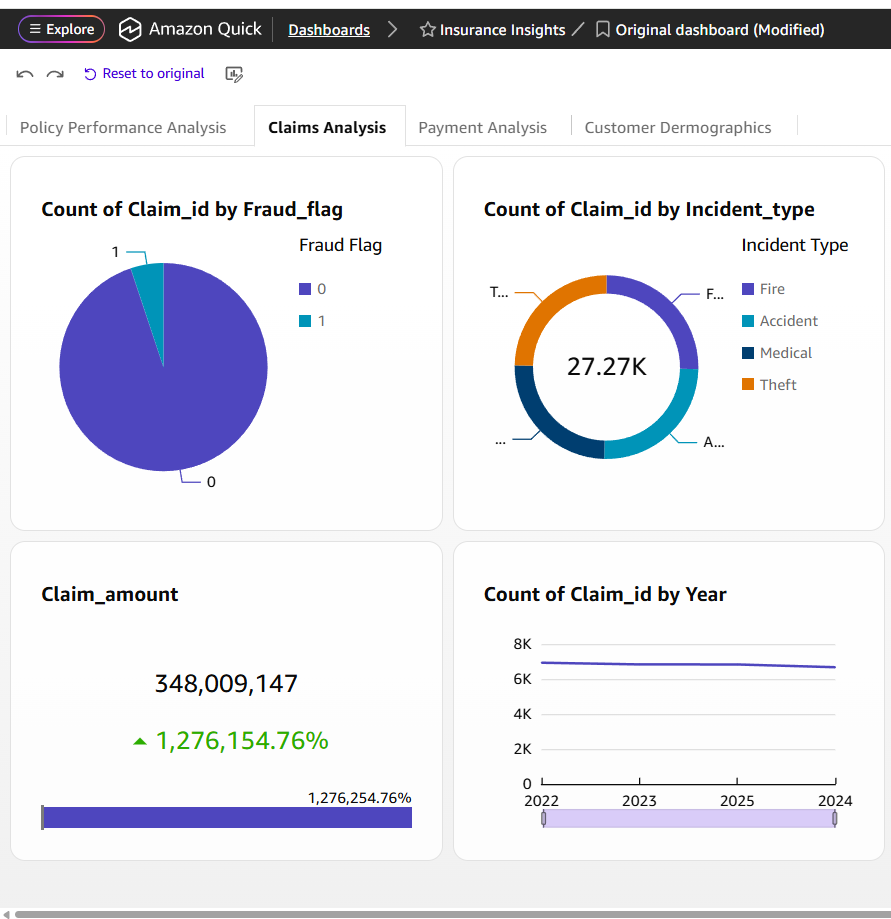 Explore
Amazon Quick
Dashboards
Insurance Insights
Original dashboard (Modified)
Reset to original
Policy Performance Analysis
Claims Analysis
Payment Analysis
Customer Dermographics
Count of Claim_id by Fraud_flag
Fraud Flag
0
1
1
0
Count of Claim_id by Incident_type
Incident Type
Fire
Accident
Medical
Theft
T...
F...
27.27K
...
A...
Claim_amount
348,009,147
1,276,154.76%
1,276,254.76%
Count of Claim_id by Year
8K
6K
4K
2K
0
2022 2023 2025 2024